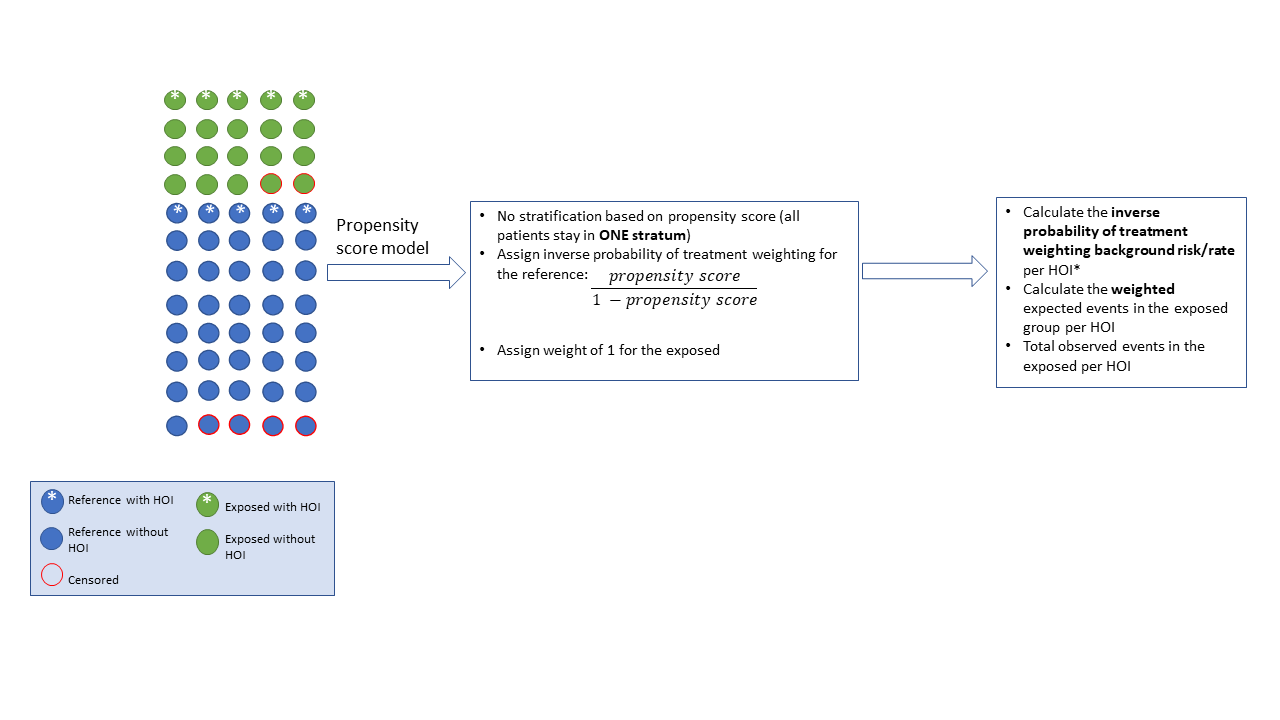 Propensity
score model
• No stratification based on propensity score (all
patients stay in ONE stratum)
• Assign inverse probability of treatment weighting for
the reference: propensity score
1 − propensity score
• Assign weight of 1 for the exposed
• Calculate the inverse
probability of treatment
weighting background risk/rate
per HOI*
• Calculate the weighted
expected events in the exposed
group per HOI
• Total observed events in the
exposed per HOI
* Reference with HOI
Reference without
HOI
Censored
* Exposed with HOI
Exposed without
HOI